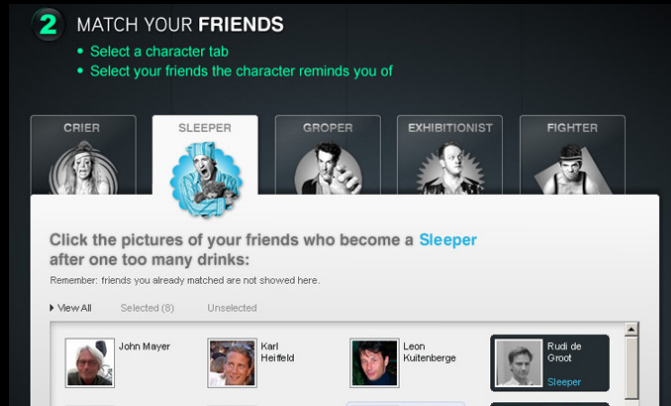 2 MATCH YOUR FRIENDS
• Select a character tab
• Select your friends the character reminds you of
CRIER SLEEPER GROPER EXHIBITIONIST FIGHTER
Click the pictures of your friends who become a Sleeper
after one too many drinks:
Remember: friends you already matched are not showed here.
View All Selected (8) Unselected
John Mayer
Karl
Heiffeld
Leon
Kuitenberge
Rudi de
Groot
Sleeper